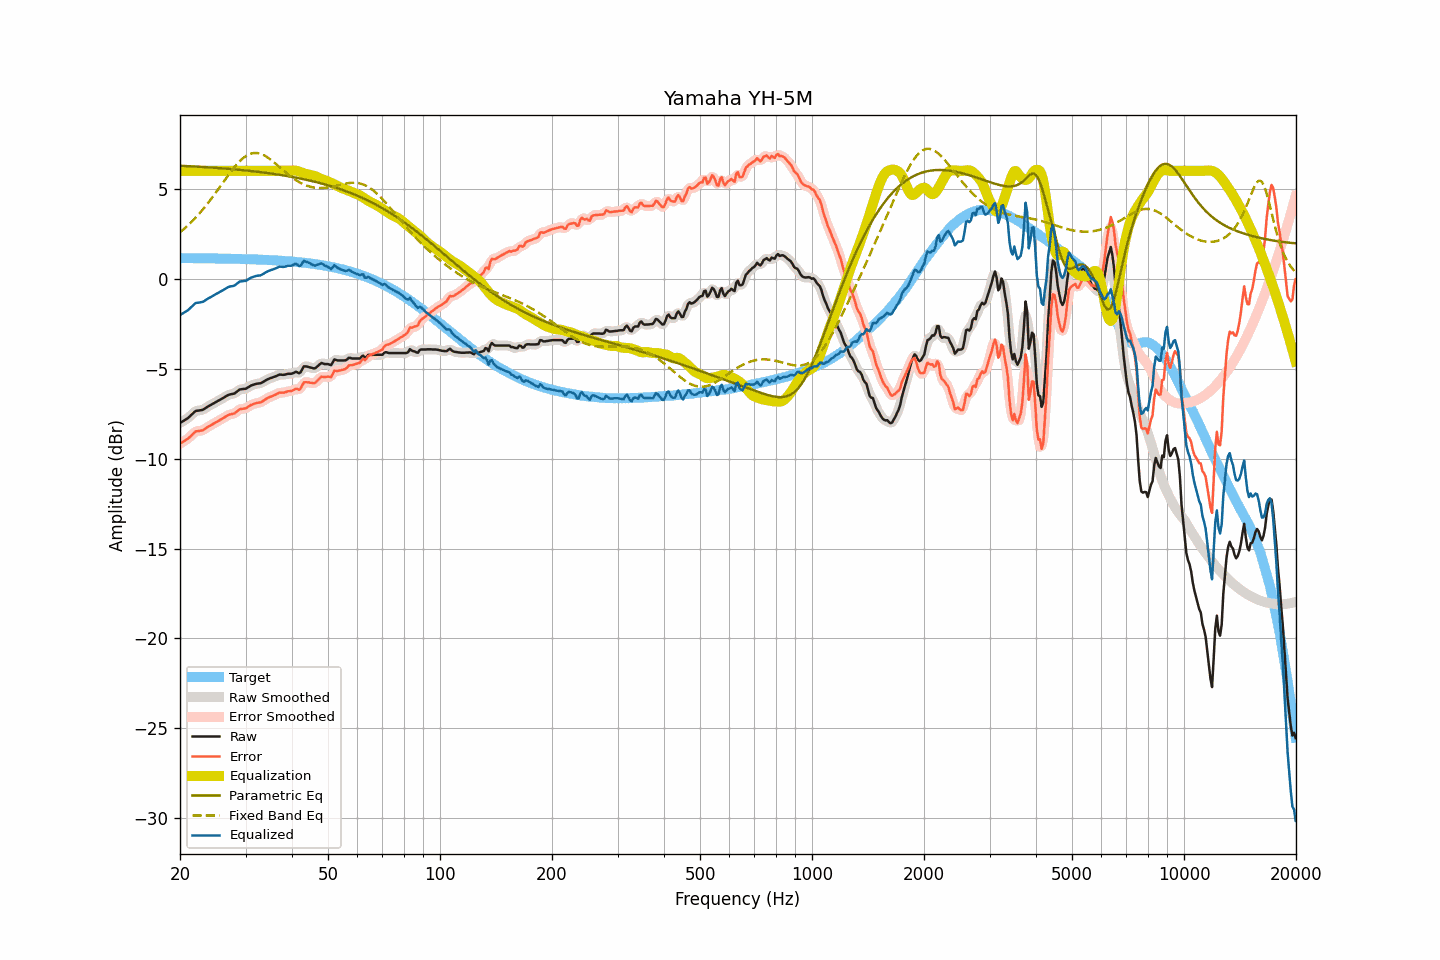 Yamaha YH-5M
Amplitude (dBr)
5
0
−5
−10
−15
−20
−25
−30
Target
Raw Smoothed
Error Smoothed
Raw
Error
Equalization
Parametric Eq
Fixed Band Eq
Equalized
20 50 100 200 500 1000 2000 5000 10000 20000
Frequency (Hz)